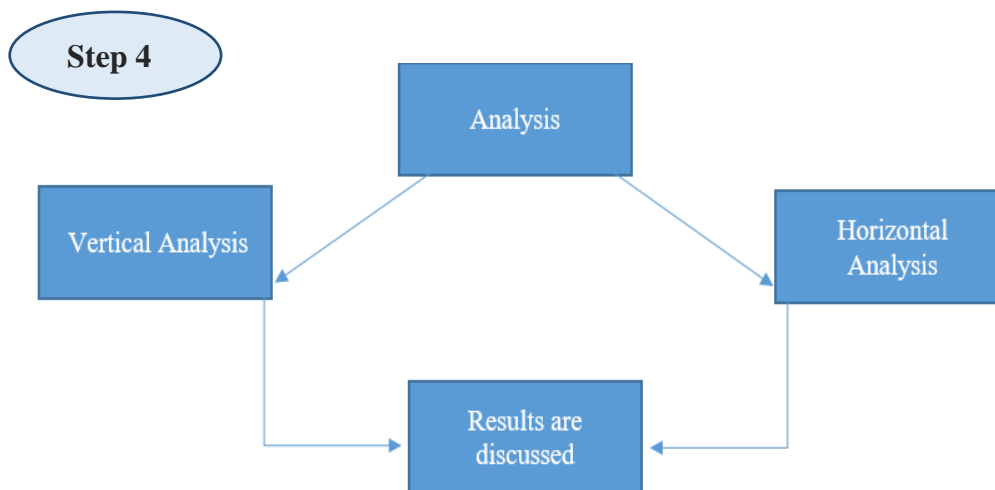 Step 4
Analysis
Vertical Analysis
Horizontal
Analysis
Results are
discussed